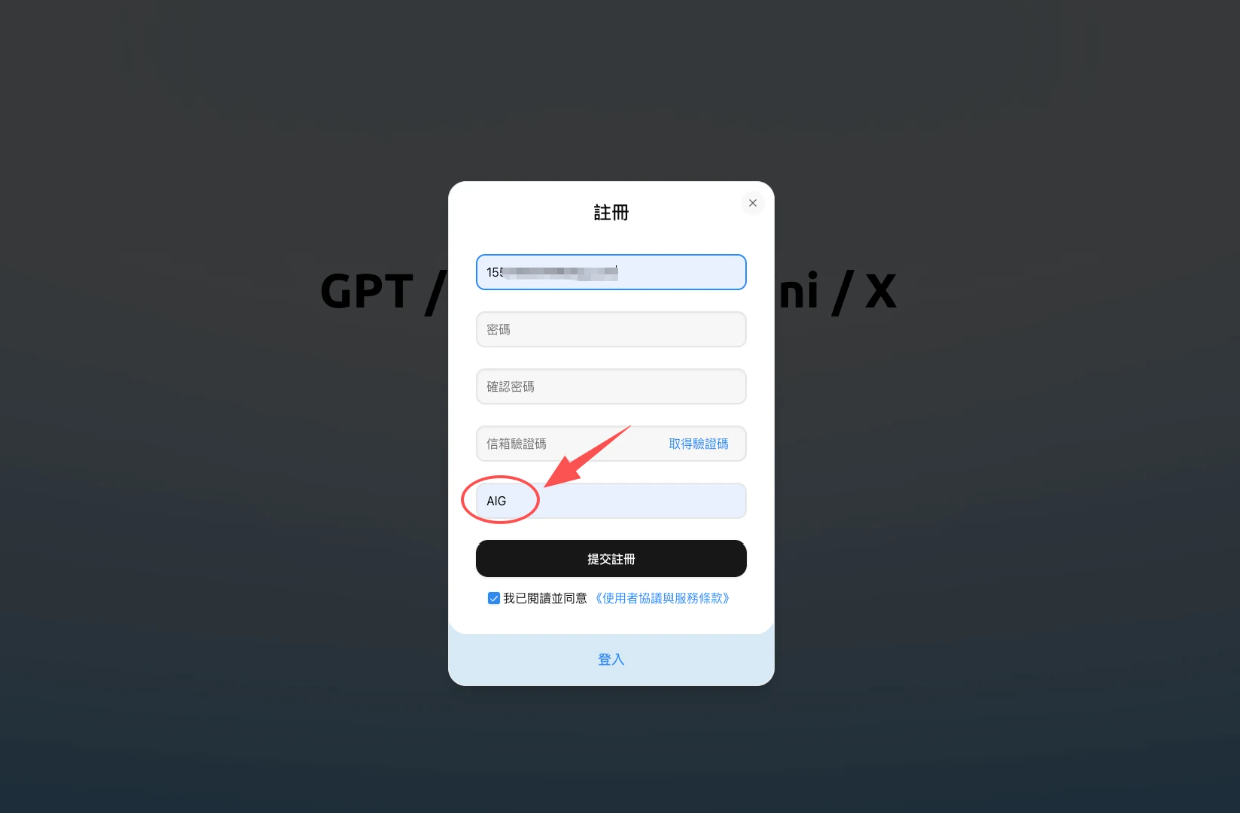 註冊
GPT / ni / X
密碼
確認密碼
信箱驗證碼 取得驗證碼
AIG
提交註冊
我已閱讀並同意 《使用者協議與服務條款》
登入